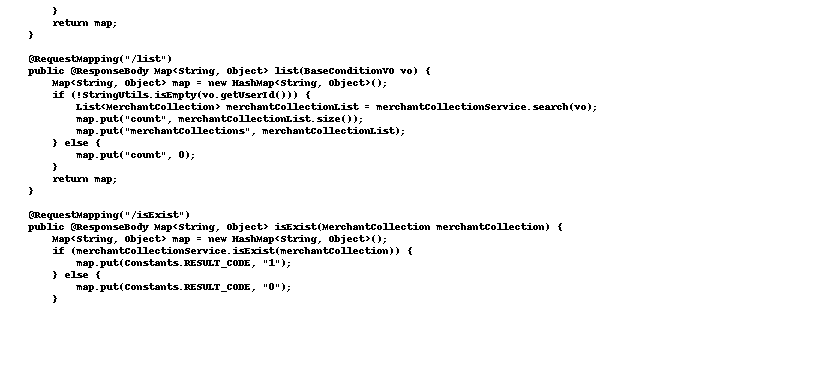 }
    return map;
}

@RequestMapping("/list")
public @ResponseBody Map<String, Object> list(BaseConditionVO vo) {
    Map<String, Object> map = new HashMap<String, Object>();
    if (!StringUtils.isEmpty(vo.getUserId())) {
        List<MerchantCollection> merchantCollectionList = merchantCollectionService.search(vo);
        map.put("count", merchantCollectionList.size());
        map.put("merchantCollections", merchantCollectionList);
    } else {
        map.put("count", 0);
    }
    return map;
}

@RequestMapping("/isExist")
public @ResponseBody Map<String, Object> isExist(MerchantCollection merchantCollection) {
    Map<String, Object> map = new HashMap<String, Object>();
    if (merchantCollectionService.isExist(merchantCollection)) {
        map.put(Constants.RESULT_CODE, "1");
    } else {
        map.put(Constants.RESULT_CODE, "0");
    }